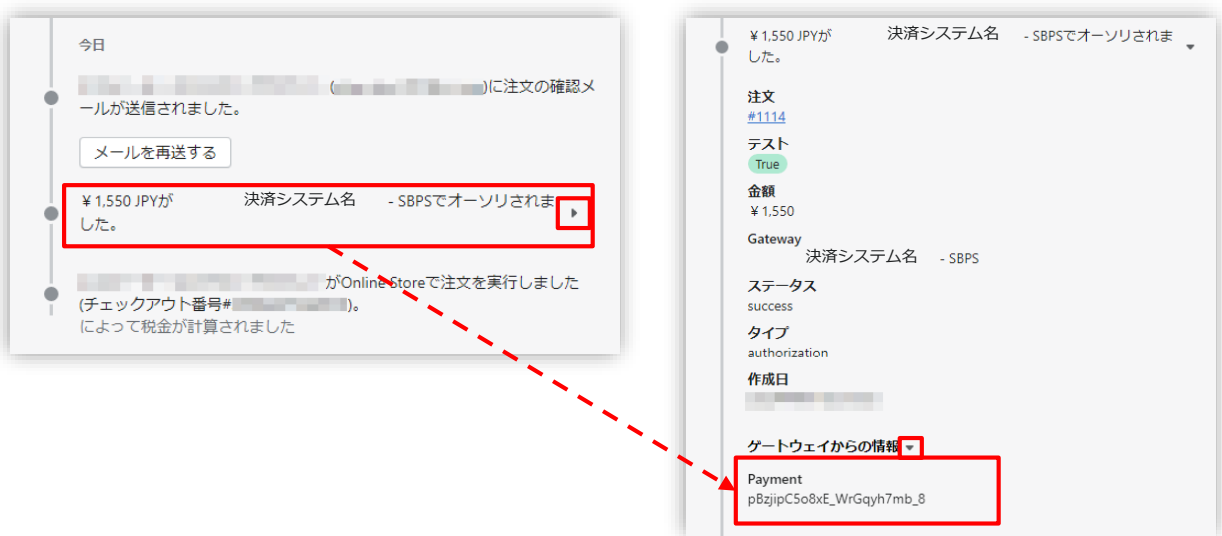 今日
( )に注文の確認メ
ールが送信されました。
メールを再送する
￥1,550 JPYが 決済システム名 - SBPSでオーソリされま
した。
がOnline Storeで注文を実行しました
(チェックアウト番号# )。
によって税金が計算されました
￥1,550 JPYが 決済システム名 - SBPSでオーソリされま
した。
注文
#1114
テスト
True
金額
￥1,550
Gateway
決済システム名 - SBPS
ステータス
success
タイプ
authorization
作成日
ゲートウェイからの情報
Payment
pBzjipC5o8xE_WrGqyh7mb_8